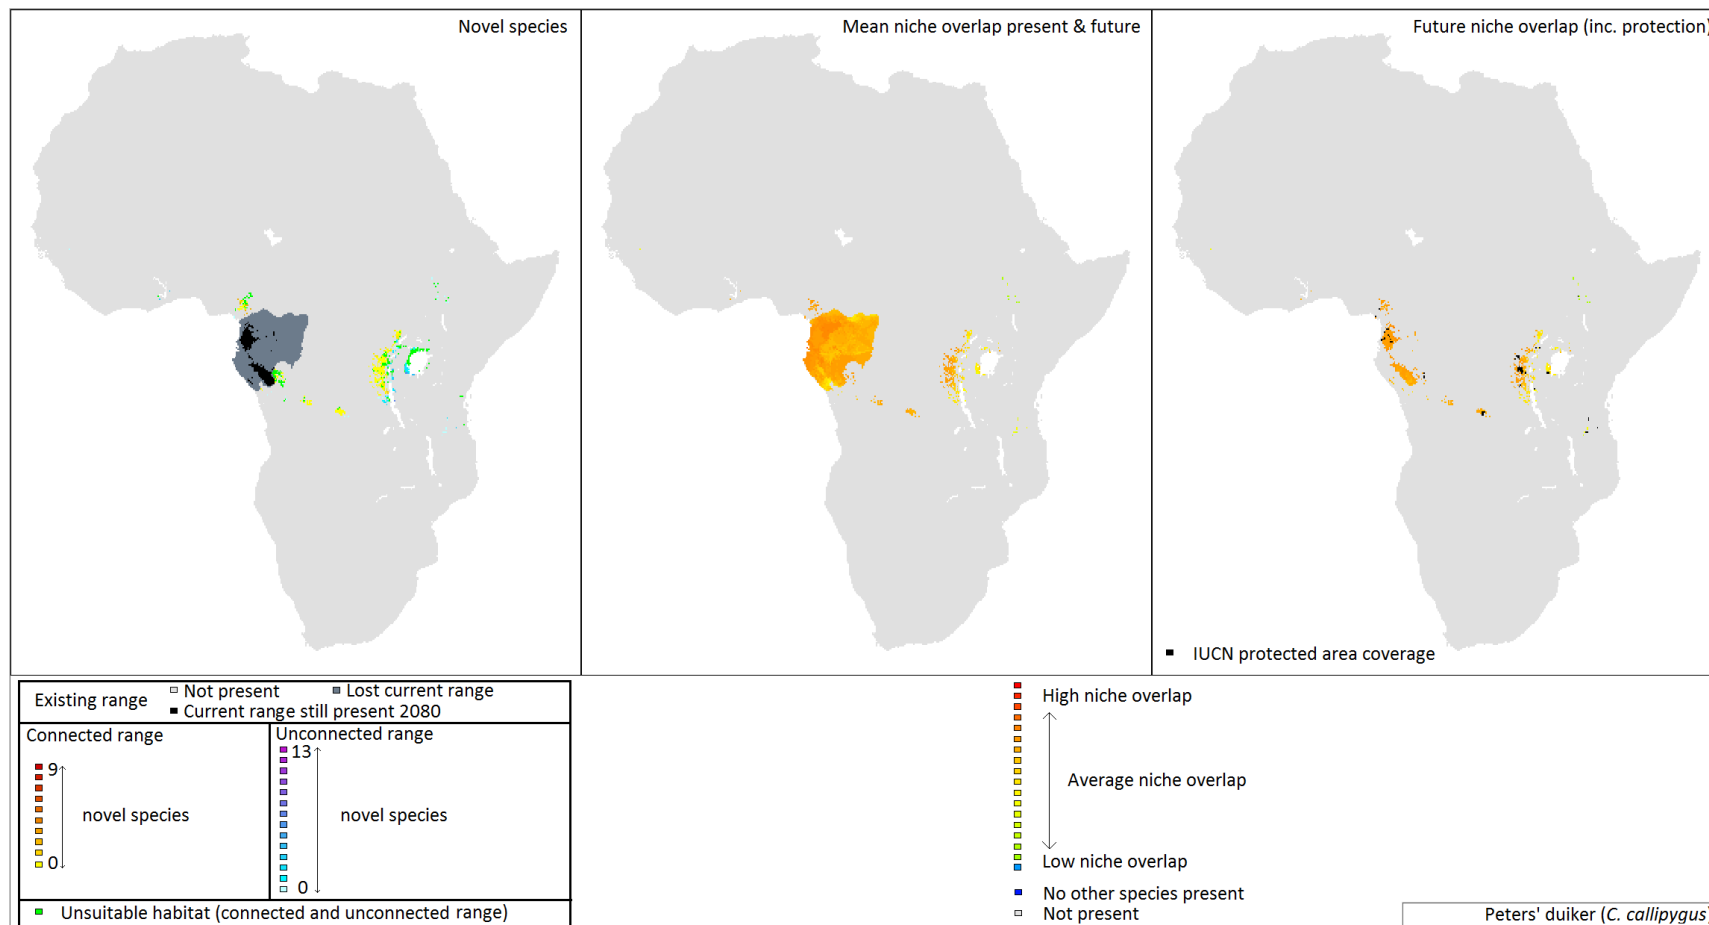 Novel species
Mean niche overlap present & future
Future niche overlap (inc. protection)
IUCN protected area coverage
Existing range
Not present
Lost current range
Current range still present 2080
Connected range
9
novel species
0
Unconnected range
13
novel species
0
Unsuitable habitat (connected and unconnected range)
High niche overlap
Average niche overlap
Low niche overlap
No other species present
Not present
Peters' duiker (C. callipygus)